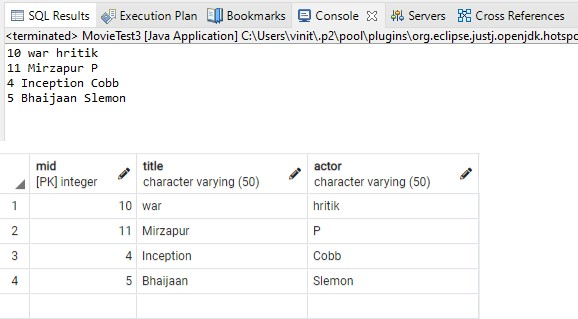 SQL Results Execution Plan Bookmarks Console Servers Cross References
<terminated> MovieTest3 [Java Application] C:\Users\vinit\.p2\pool\plugins\org.eclipse.justj.openjdk.hotspo
10 war hritik
11 Mirzapur P
4 Inception Cobb
5 Bhaijaan Slemon
mid title actor
[PK] integer character varying (50) character varying (50)
1 10 war hritik
2 11 Mirzapur P
3 4 Inception Cobb
4 5 Bhaijaan Slemon